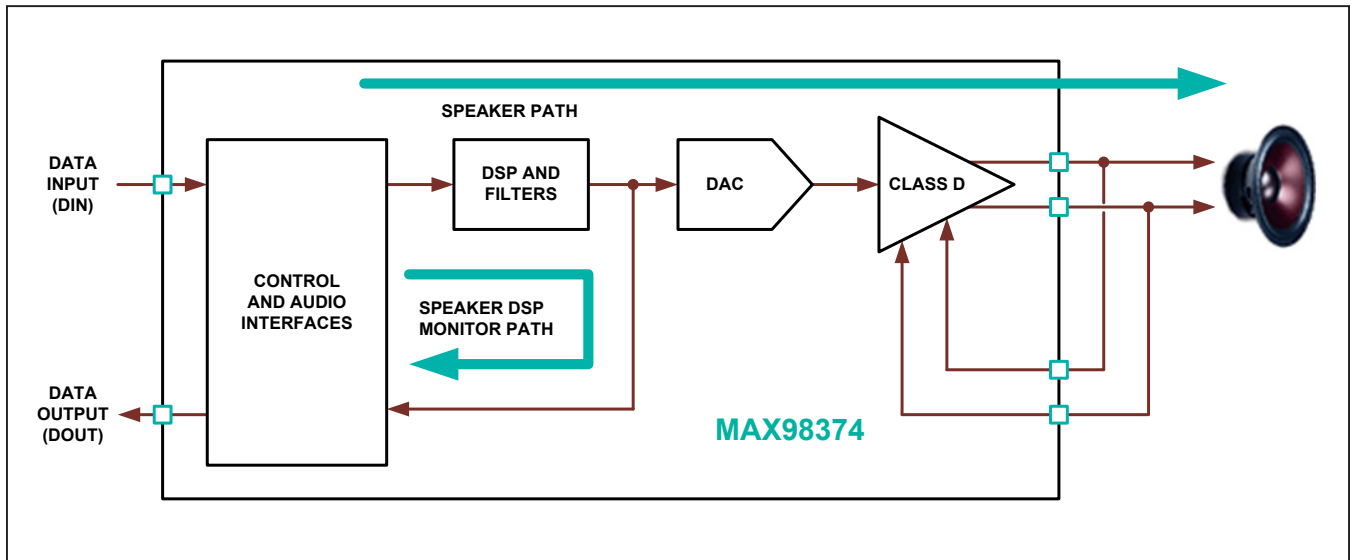 SPEAKER PATH
DATA
INPUT
(DIN)
DSP AND
FILTERS
DAC
CLASS D
CONTROL
AND AUDIO
INTERFACES
SPEAKER DSP
MONITOR PATH
DATA
OUTPUT
(DOUT)
MAX98374